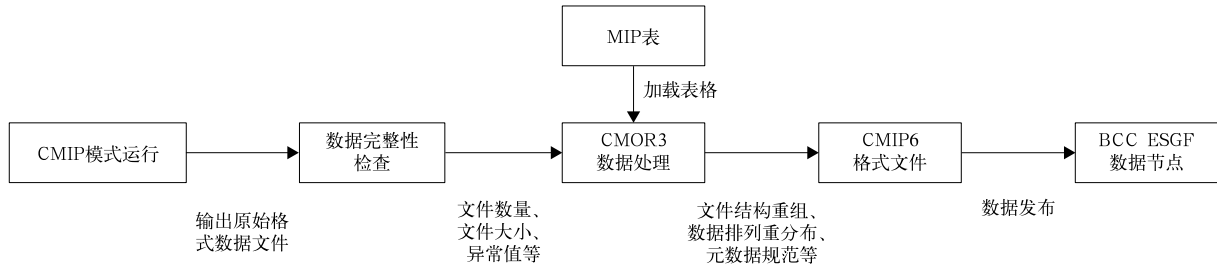 MIP表
加载表格
CMIP模式运行
数据完整性
检查
CMOR3
数据处理
CMIP6
格式文件
BCC ESGF
数据节点
输出原始格
式数据文件
文件数量、
文件大小、
异常值等
文件结构重组、
数据排列重分布、
元数据规范等
数据发布